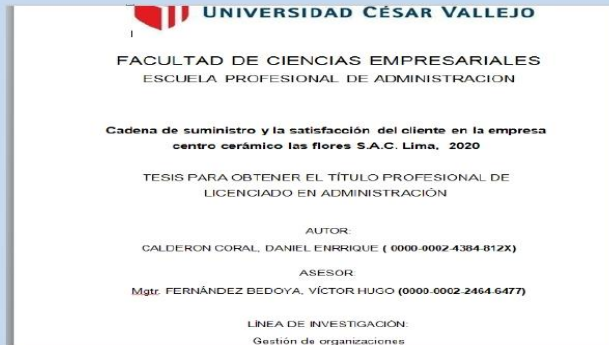 UNIVERSIDAD CÉSAR VALLEJO
FACULTAD DE CIENCIAS EMPRESARIALES
ESCUELA PROFESIONAL DE ADMINISTRACION
Cadena de suministro y la satisfacción del cliente en la empresa
centro cerámico las flores S.A.C. Lima, 2020
TESIS PARA OBTENER EL TÍTULO PROFESIONAL DE
LICENCIADO EN ADMINISTRACIÓN
AUTOR:
CALDERON CORAL, DANIEL ENRRIQUE ( 0000-0002-4384-812X)
ASESOR:
Mgtr. FERNÁNDEZ BEDOYA, VÍCTOR HUGO (0000-0002-2464-6477)
LÍNEA DE INVESTIGACIÓN:
Gestión de organizaciones